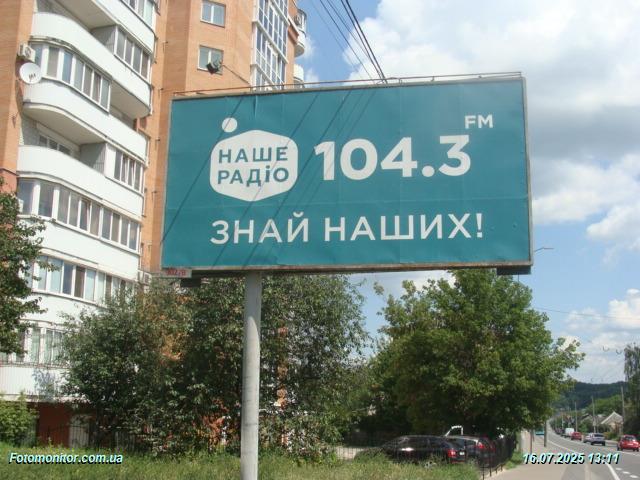 FM
НАШЕ
РАДІО
104.3
ЗНАЙ НАШИХ!
Fotomonitor.com.ua
16.07.2025 13:11